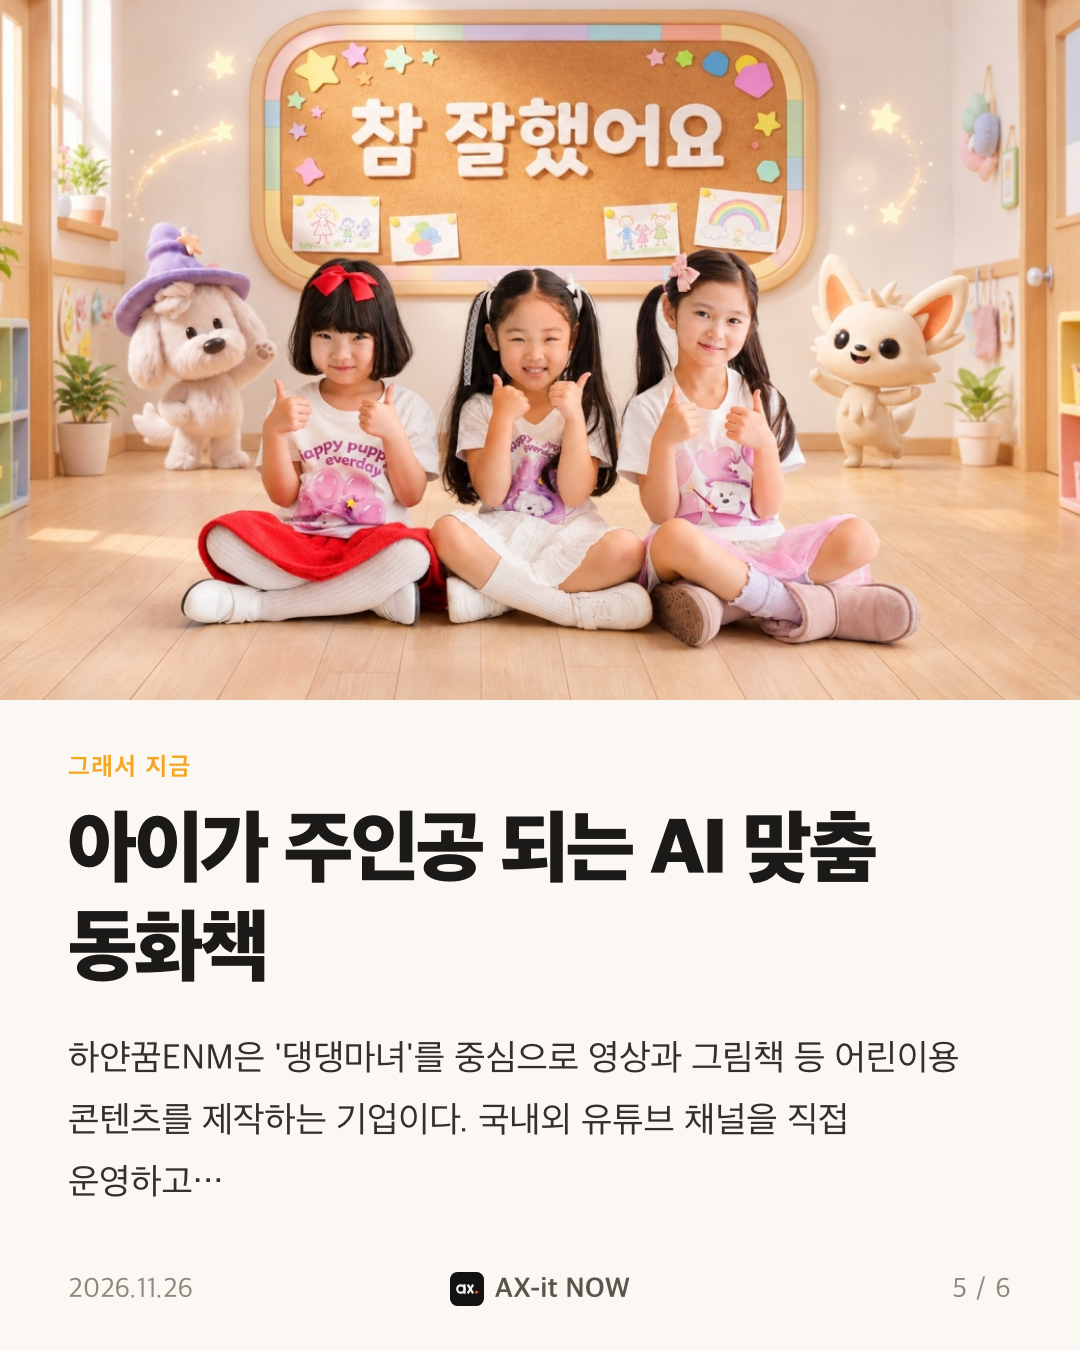 참 잘했어요
happy puppy
everday
그래서 지금
아이가 주인공 되는 AI 맞춤
동화책
하얀꿈ENM은 '댕댕마녀'를 중심으로 영상과 그림책 등 어린이용
콘텐츠를 제작하는 기업이다. 국내외 유튜브 채널을 직접
운영하고…
2026.11.26
ax.
AX-it NOW
5 / 6